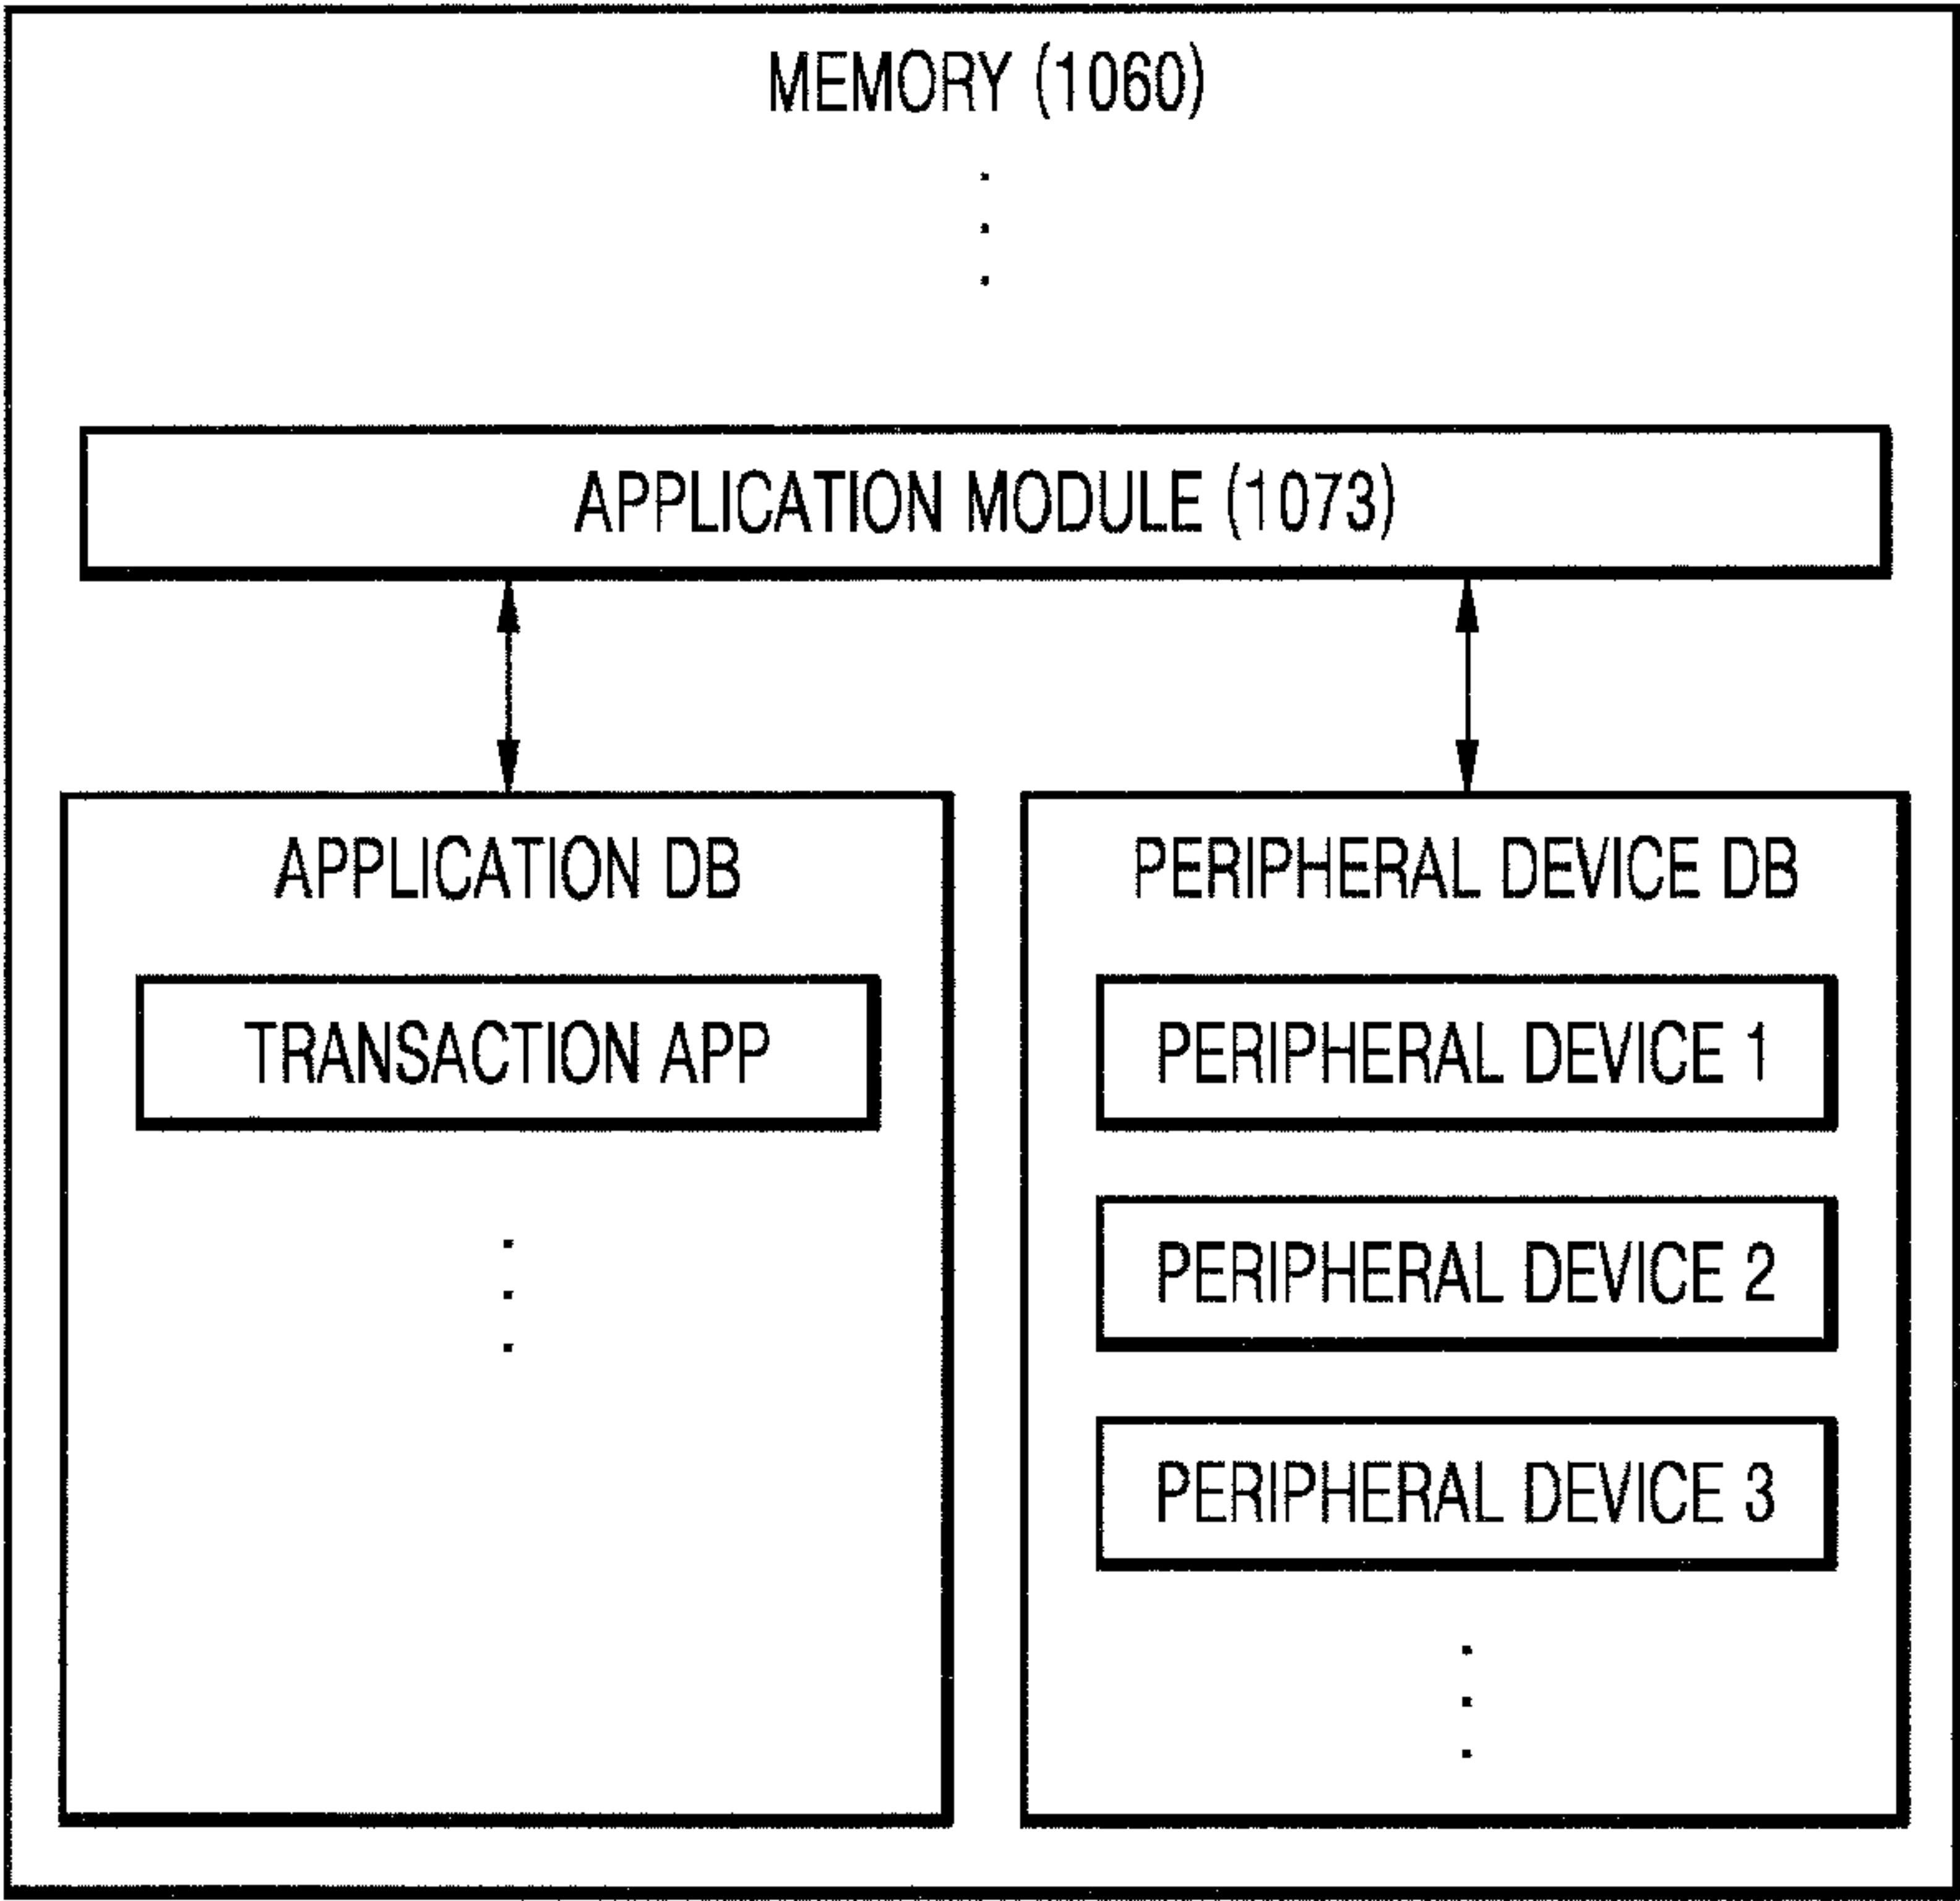 MEMORY (1060)
APPLICATION MODULE (1073)
APPLICATION DB
TRANSACTION APP
PERIPHERAL DEVICE DB
PERIPHERAL DEVICE 1
PERIPHERAL DEVICE 2
PERIPHERAL DEVICE 3